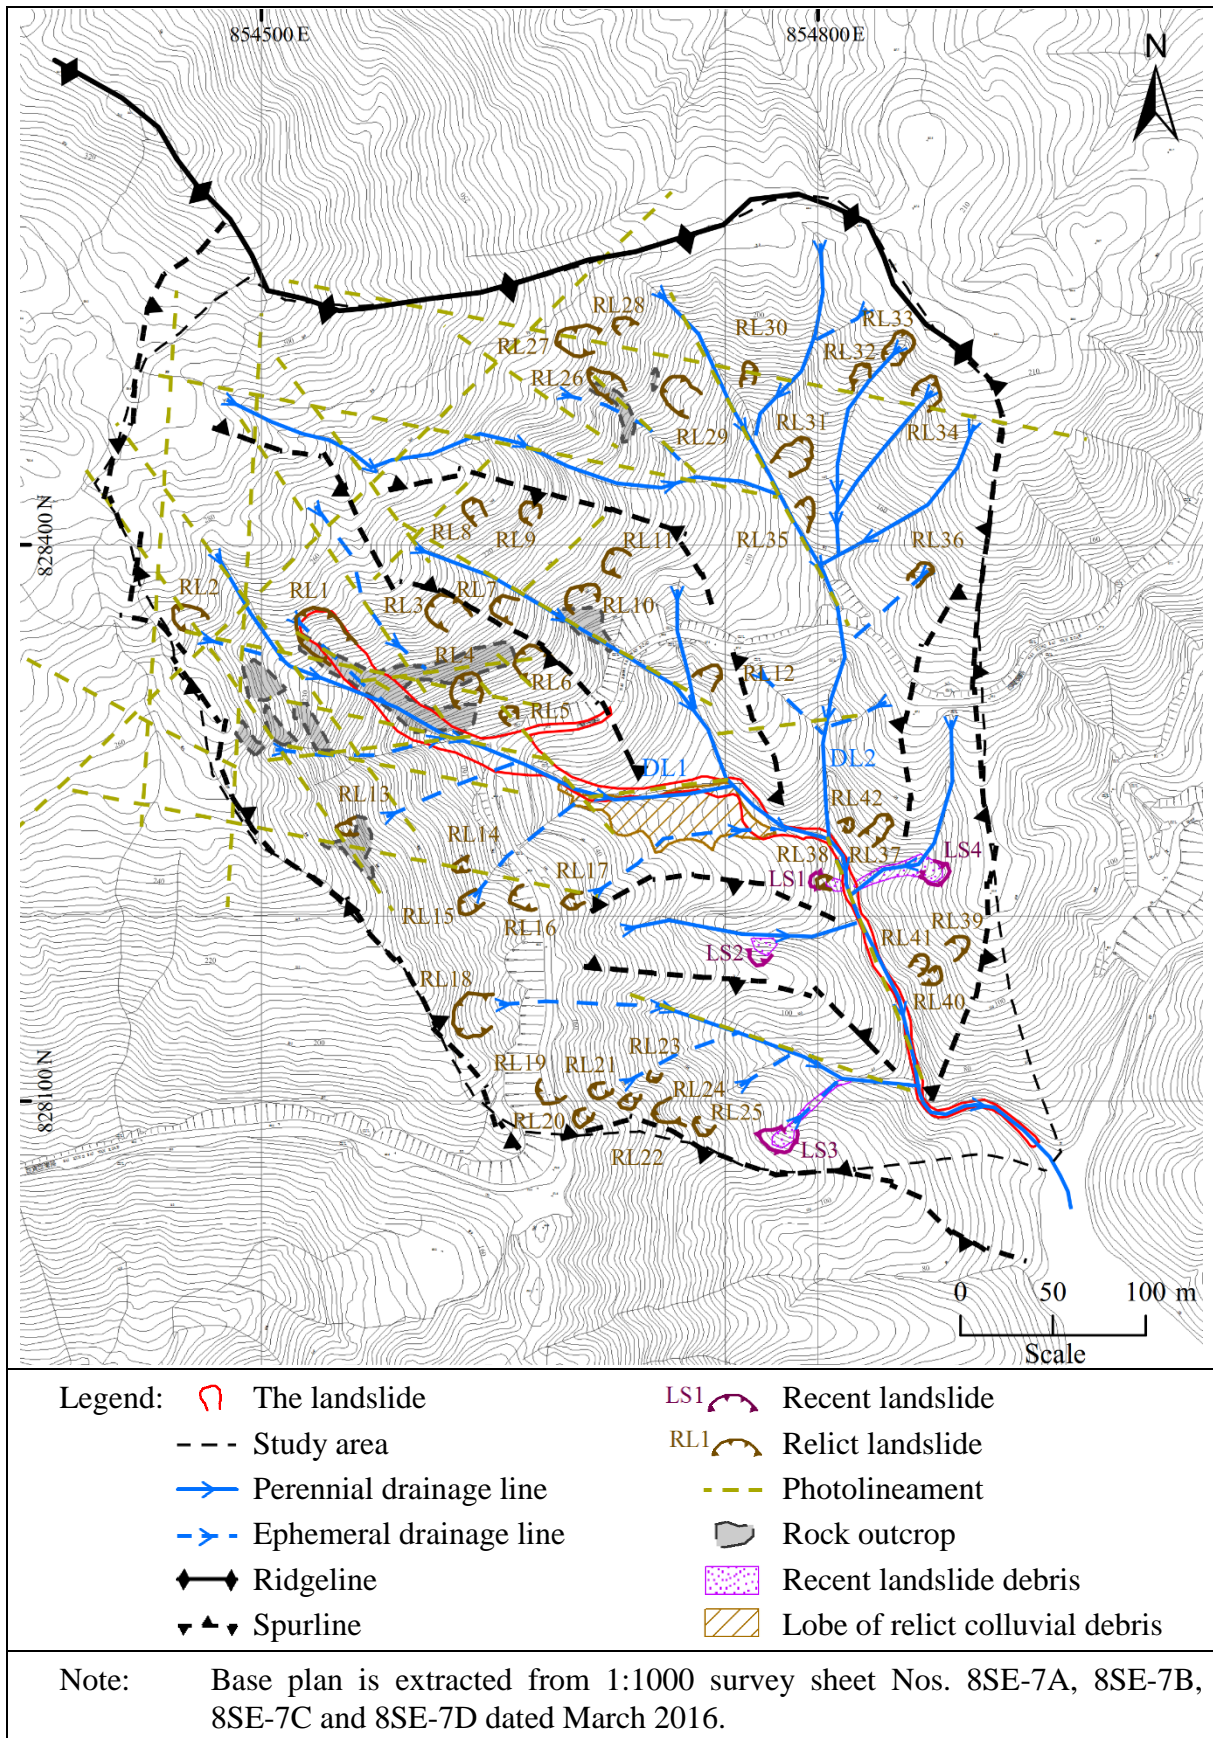 854500 E
854800 E
N
RL28
RL27
RL30
RL33
RL32
RL26
RL29
RL31
RL34
828400 N
RL8
RL9
RL11
RL35
RL36
RL2
RL1
RL3
RL7
RL10
RL4
RL6
RL12
RL5
DL1
DL2
RL13
RL42
RL14
RL38
RL37
LS4
RL17
LS1
RL15
RL16
RL39
RL41
LS2
RL18
RL40
RL23
RL19
RL21
828100 N
RL24
RL20
RL25
RL22
LS3
0 50 100 m
Scale
Legend:
The landslide
LS1 Recent landslide
Study area
RL1 Relict landslide
Perennial drainage line
Photolineament
Ephemeral drainage line
Rock outcrop
Ridgeline
Recent landslide debris
Spurline
Lobe of relict colluvial debris
Note: Base plan is extracted from 1:1000 survey sheet Nos. 8SE-7A, 8SE-7B,
8SE-7C and 8SE-7D dated March 2016.